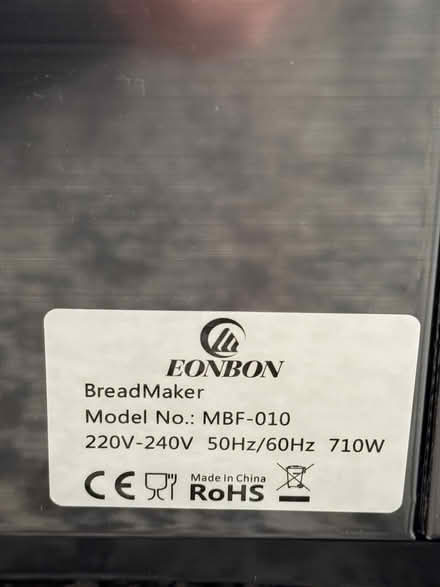 EONBON
BreadMaker
Model No.: MBF-010
220V-240V 50Hz/60Hz 710W
CE
Made In China
RoHS